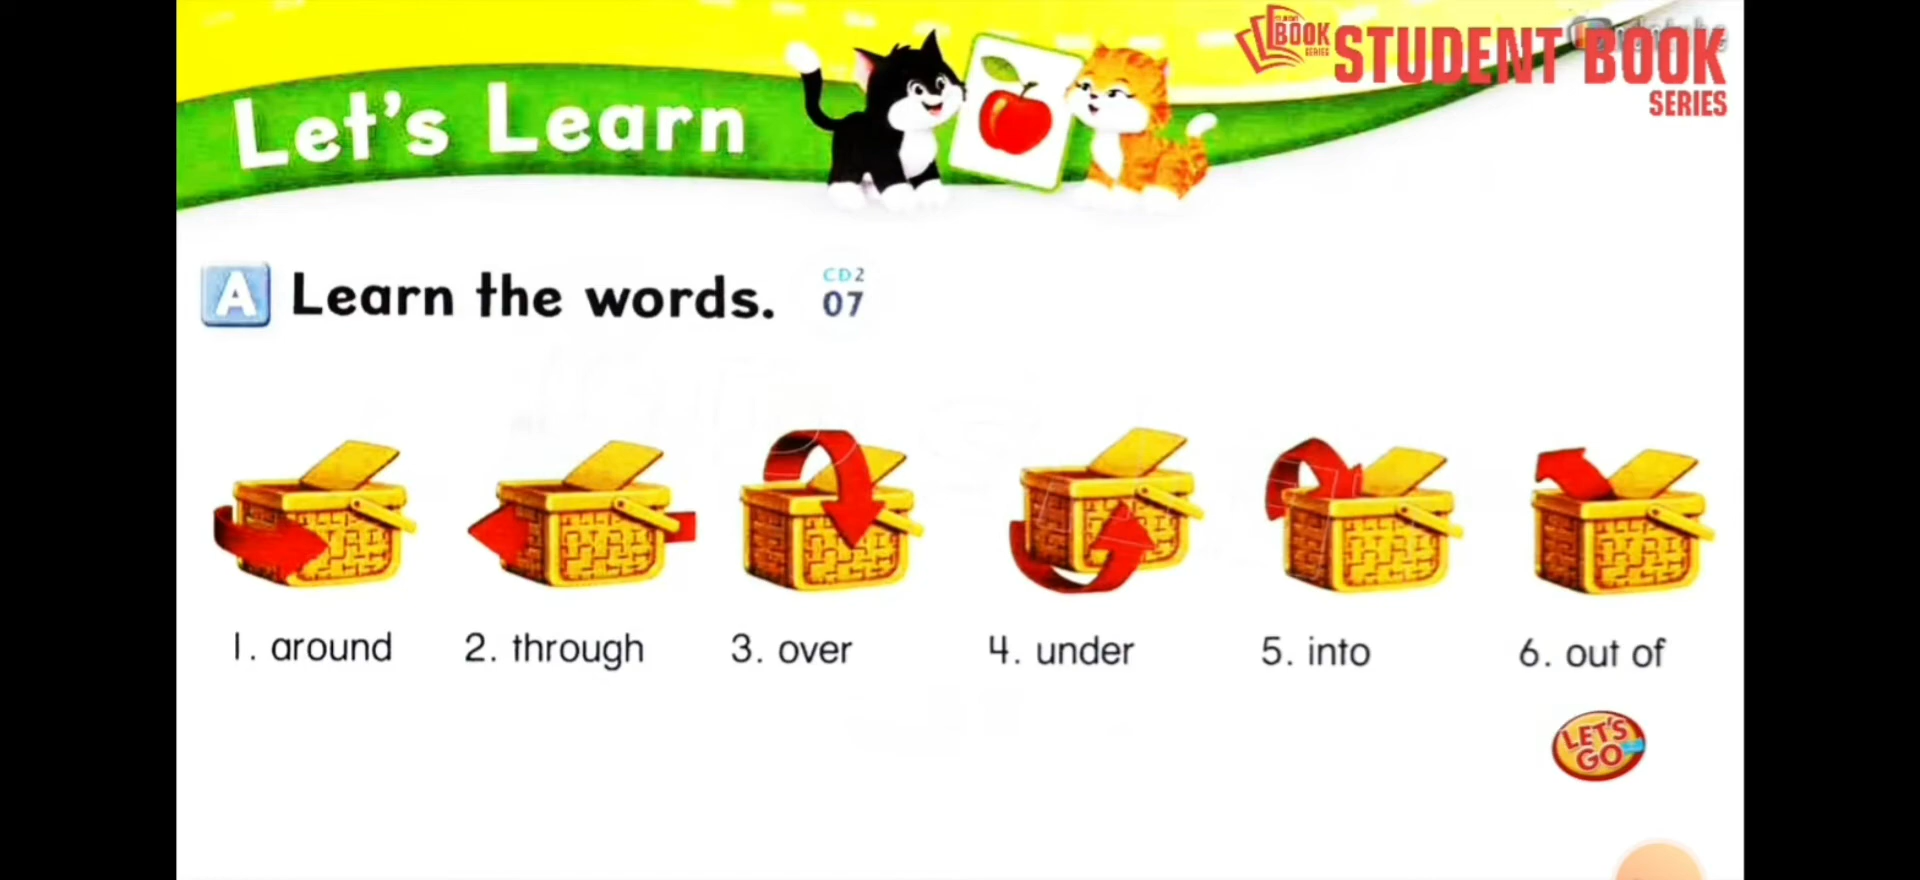 BOOK
SERIES
STUDENT BOOK
SERIES
Let's Learn
A Learn the words.
CD2
07
1. around
2. through
3. over
4. under
5. into
6. out of
LET'S
GO